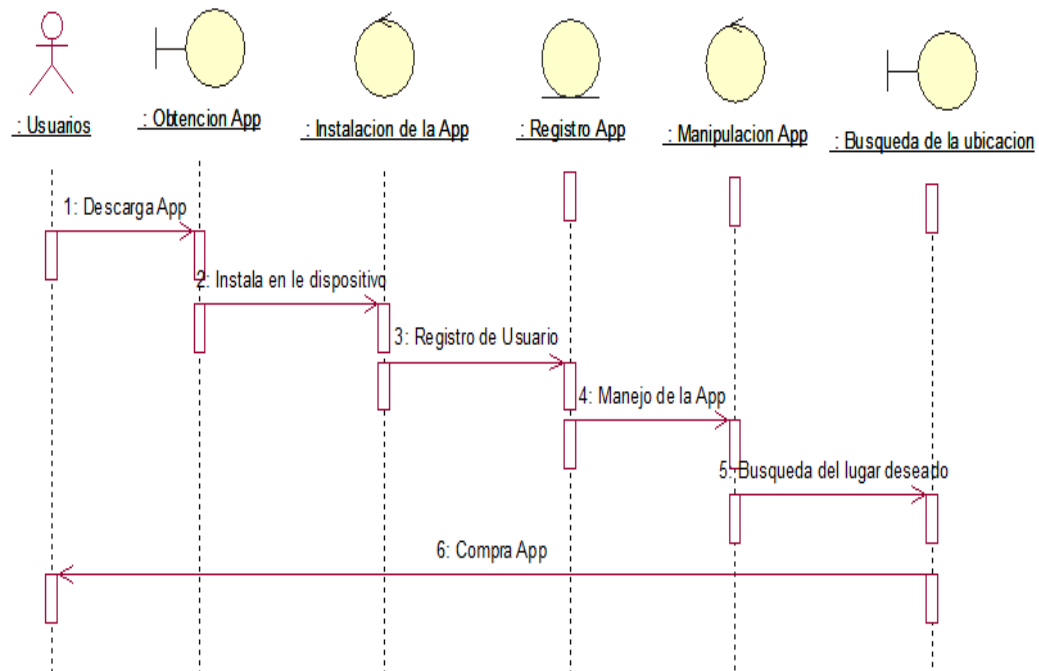 : Usuarios
: Obtencion App
: Instalacion de la App
: Registro App
: Manipulacion App
: Busqueda de la ubicacion
1: Descarga App
2: Instala en le dispositivo
3: Registro de Usuario
4: Manejo de la App
5: Busqueda del lugar deseado
6: Compra App